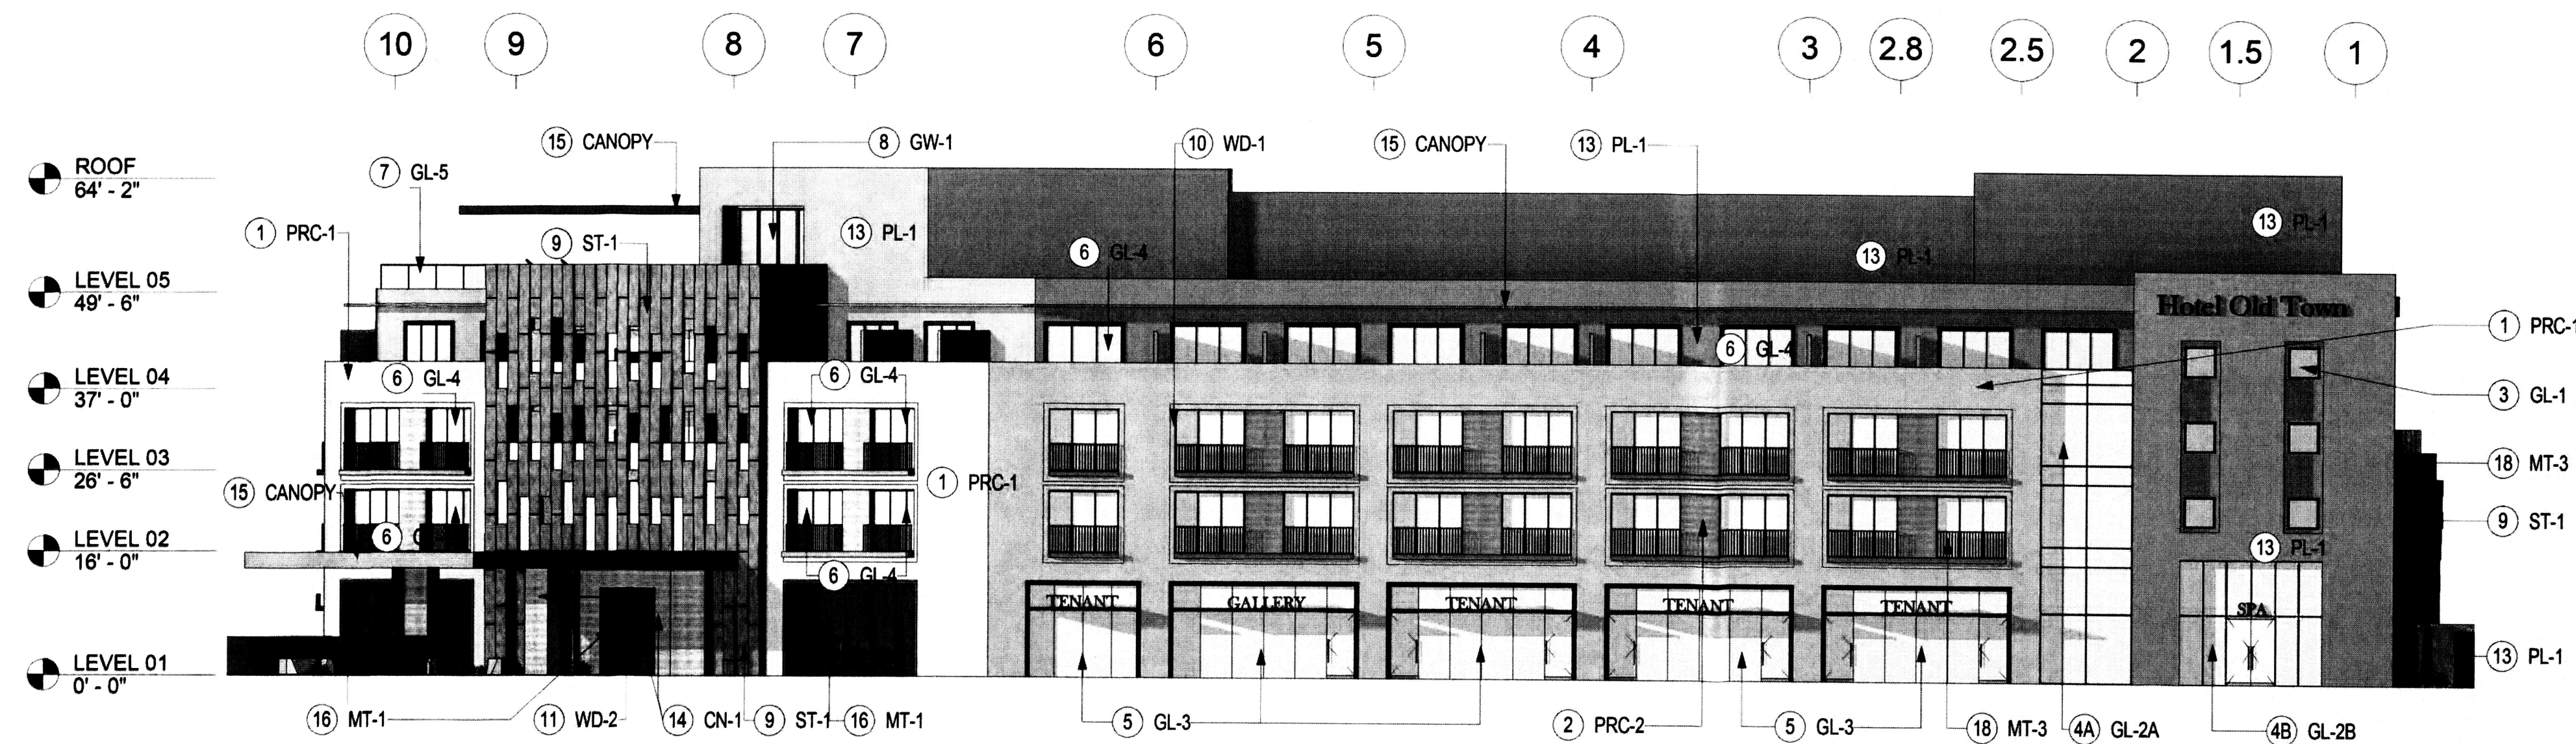 10 9 8 7 6 5 4 3 2.8 2.5 2 1.5 1
15 CANOPY
8 GW-1
10 WD-1
15 CANOPY
13 PL-1
ROOF
64' - 2"
7 GL-5
1 PRC-1
9 ST-1
13 PL-1
6 GL-4
13 PL-1
13 PL-1
LEVEL 05
49' - 6"
Hotel Old Town
1 PRC-1
6 GL-4
LEVEL 04
37' - 0"
6 GL-4
6 GL-4
3 GL-1
LEVEL 03
26' - 6"
15 CANOPY
1 PRC-1
18 MT-3
9 ST-1
LEVEL 02
16' - 0"
6
13 PL-1
6 GL-4
TENANT
GALLERY
TENANT
TENANT
TENANT
SPA
LEVEL 01
0' - 0"
13 PL-1
16 MT-1
11 WD-2
14 CN-1
9 ST-1
16 MT-1
5 GL-3
2 PRC-2
5 GL-3
18 MT-3
4A GL-2A
4B GL-2B